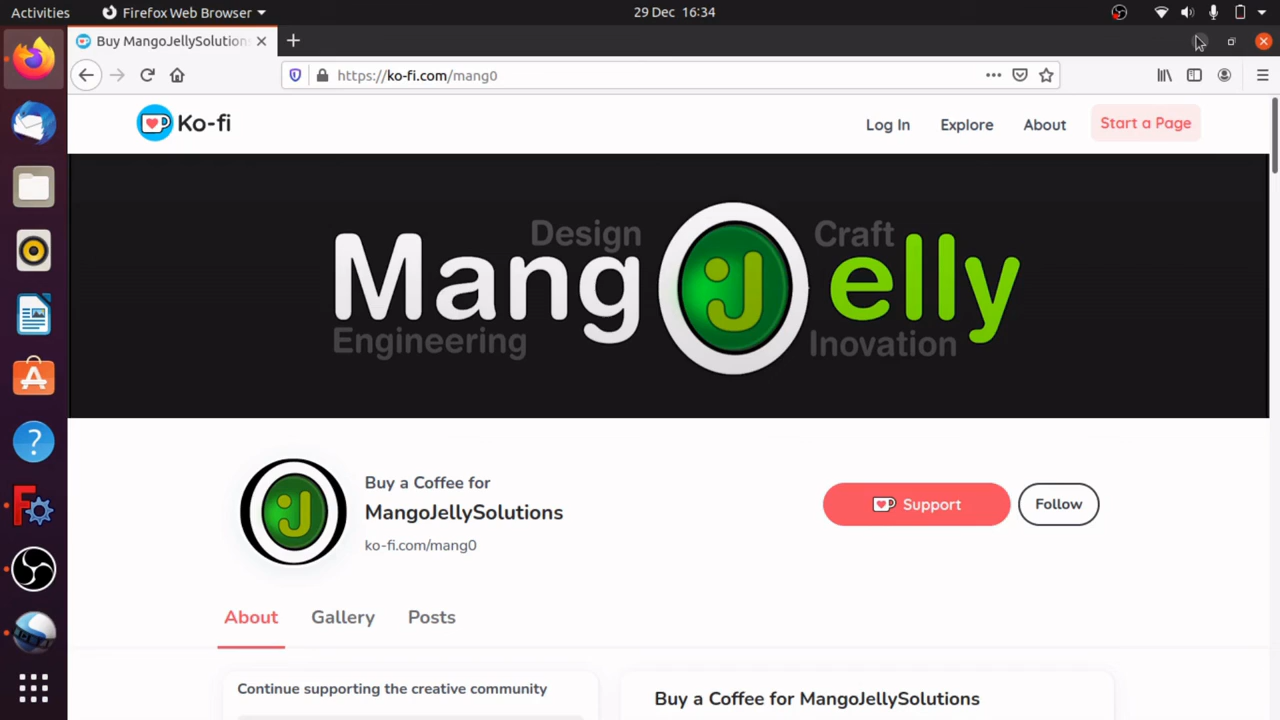 Activities Firefox Web Browser 29 Dec 16:34
Buy MangoJellySolution
https://ko-fi.com/mang0
Ko-fi Log In Explore About Start a Page
Design Craft
Mang J elly
Engineering Inovation
Buy a Coffee for
MangoJellySolutions
ko-fi.com/mang0
Support Follow
About Gallery Posts
Continue supporting the creative community
Buy a Coffee for MangoJellySolutions